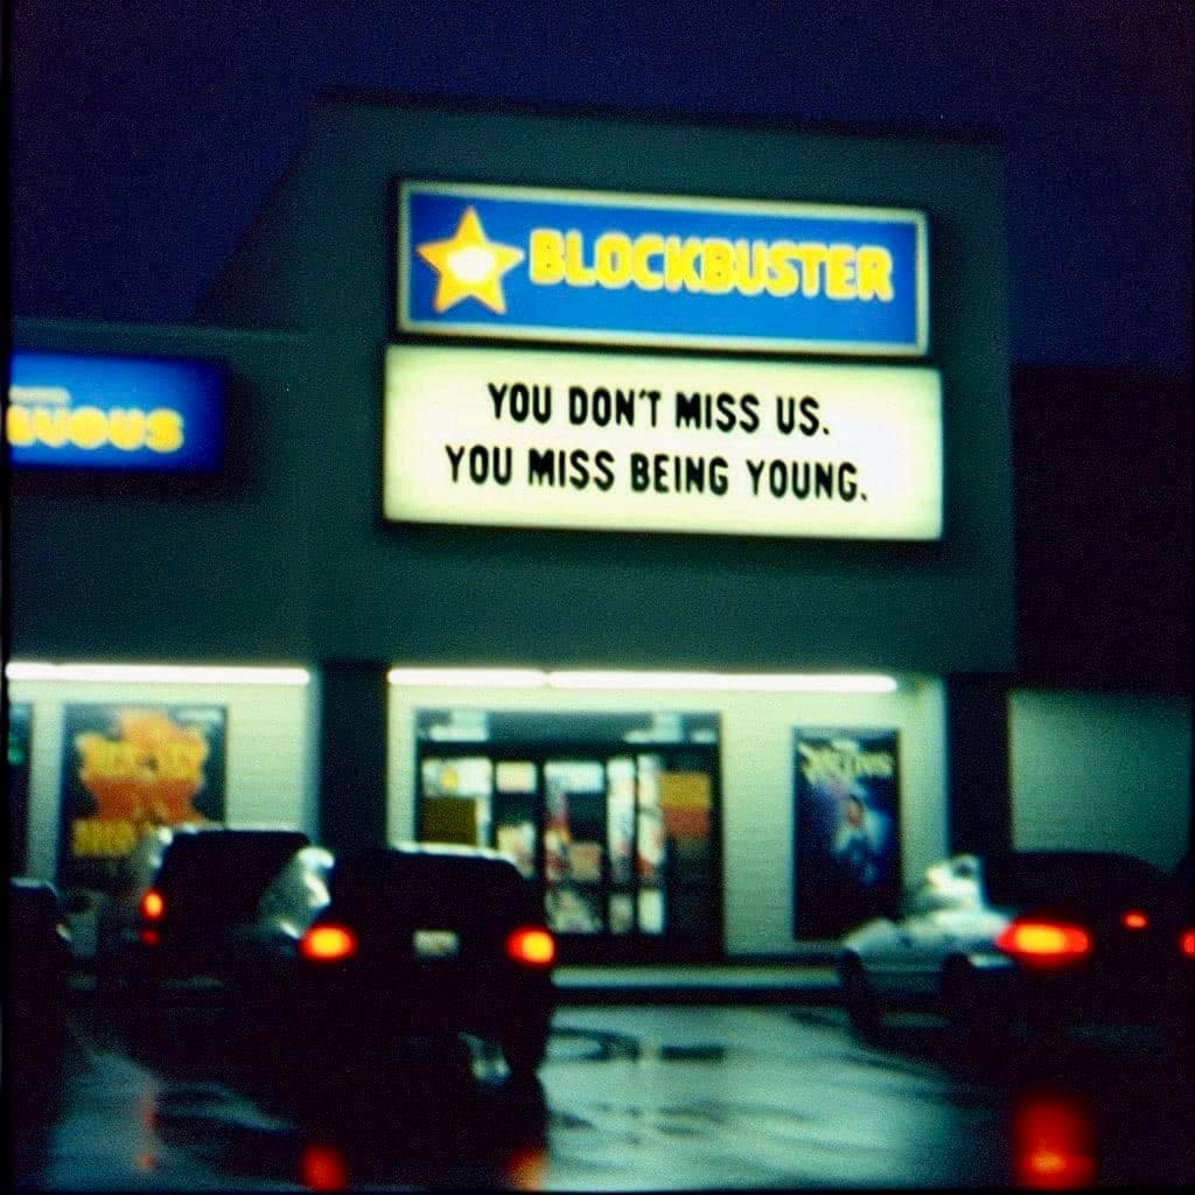 BLOCKBUSTER
YOU DON'T MISS US.
YOU MISS BEING YOUNG.